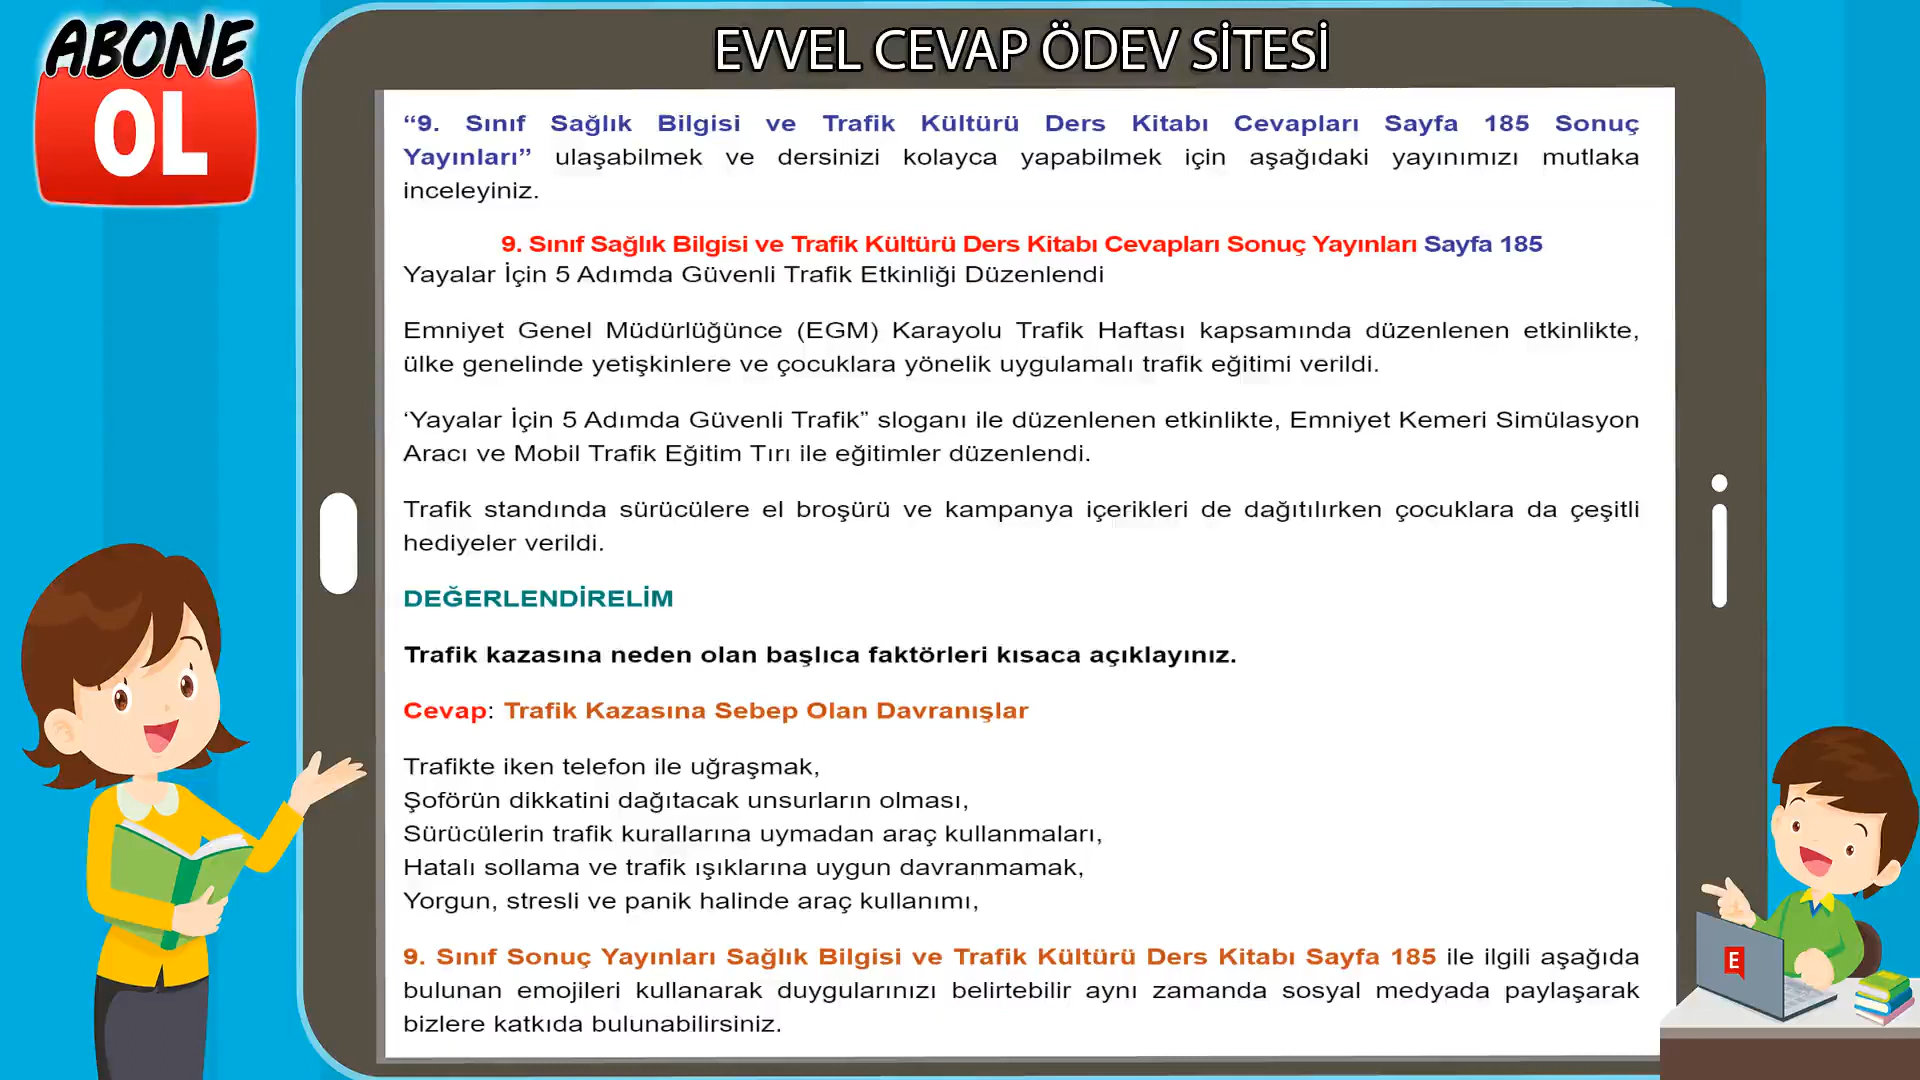 ABONE
OL
EVVEL CEVAP ÖDEV SİTESİ
“9. Sınıf Sağlık Bilgisi ve Trafik Kültürü Ders Kitabı Cevapları Sayfa 185 Sonuç
Yayınları” ulaşabilmek ve dersinizi kolayca yapabilmek için aşağıdaki yayınımızı mutlaka
inceleyiniz.
9. Sınıf Sağlık Bilgisi ve Trafik Kültürü Ders Kitabı Cevapları Sonuç Yayınları Sayfa 185
Yayalar İçin 5 Adımda Güvenli Trafik Etkinliği Düzenlendi
Emniyet Genel Müdürlüğünce (EGM) Karayolu Trafik Haftası kapsamında düzenlenen etkinlikte,
ülke genelinde yetişkinlere ve çocuklara yönelik uygulamalı trafik eğitimi verildi.
‘Yayalar İçin 5 Adımda Güvenli Trafik” sloganı ile düzenlenen etkinlikte, Emniyet Kemeri Simülasyon
Aracı ve Mobil Trafik Eğitim Tırı ile eğitimler düzenlendi.
Trafik standında sürücülere el broşürü ve kampanya içerikleri de dağıtılırken çocuklara da çeşitli
hediyeler verildi.
DEĞERLENDİRELİM
Trafik kazasına neden olan başlıca faktörleri kısaca açıklayınız.
Cevap: Trafik Kazasına Sebep Olan Davranışlar
Trafikte iken telefon ile uğraşmak,
Şoförün dikkatini dağıtacak unsurların olması,
Sürücülerin trafik kurallarına uymadan araç kullanmaları,
Hatalı sollama ve trafik ışıklarına uygun davranmamak,
Yorgun, stresli ve panik halinde araç kullanımı,
9. Sınıf Sonuç Yayınları Sağlık Bilgisi ve Trafik Kültürü Ders Kitabı Sayfa 185 ile ilgili aşağıda
bulunan emojileri kullanarak duygularınızı belirtebilir aynı zamanda sosyal medyada paylaşarak
bizlere katkıda bulunabilirsiniz.
E